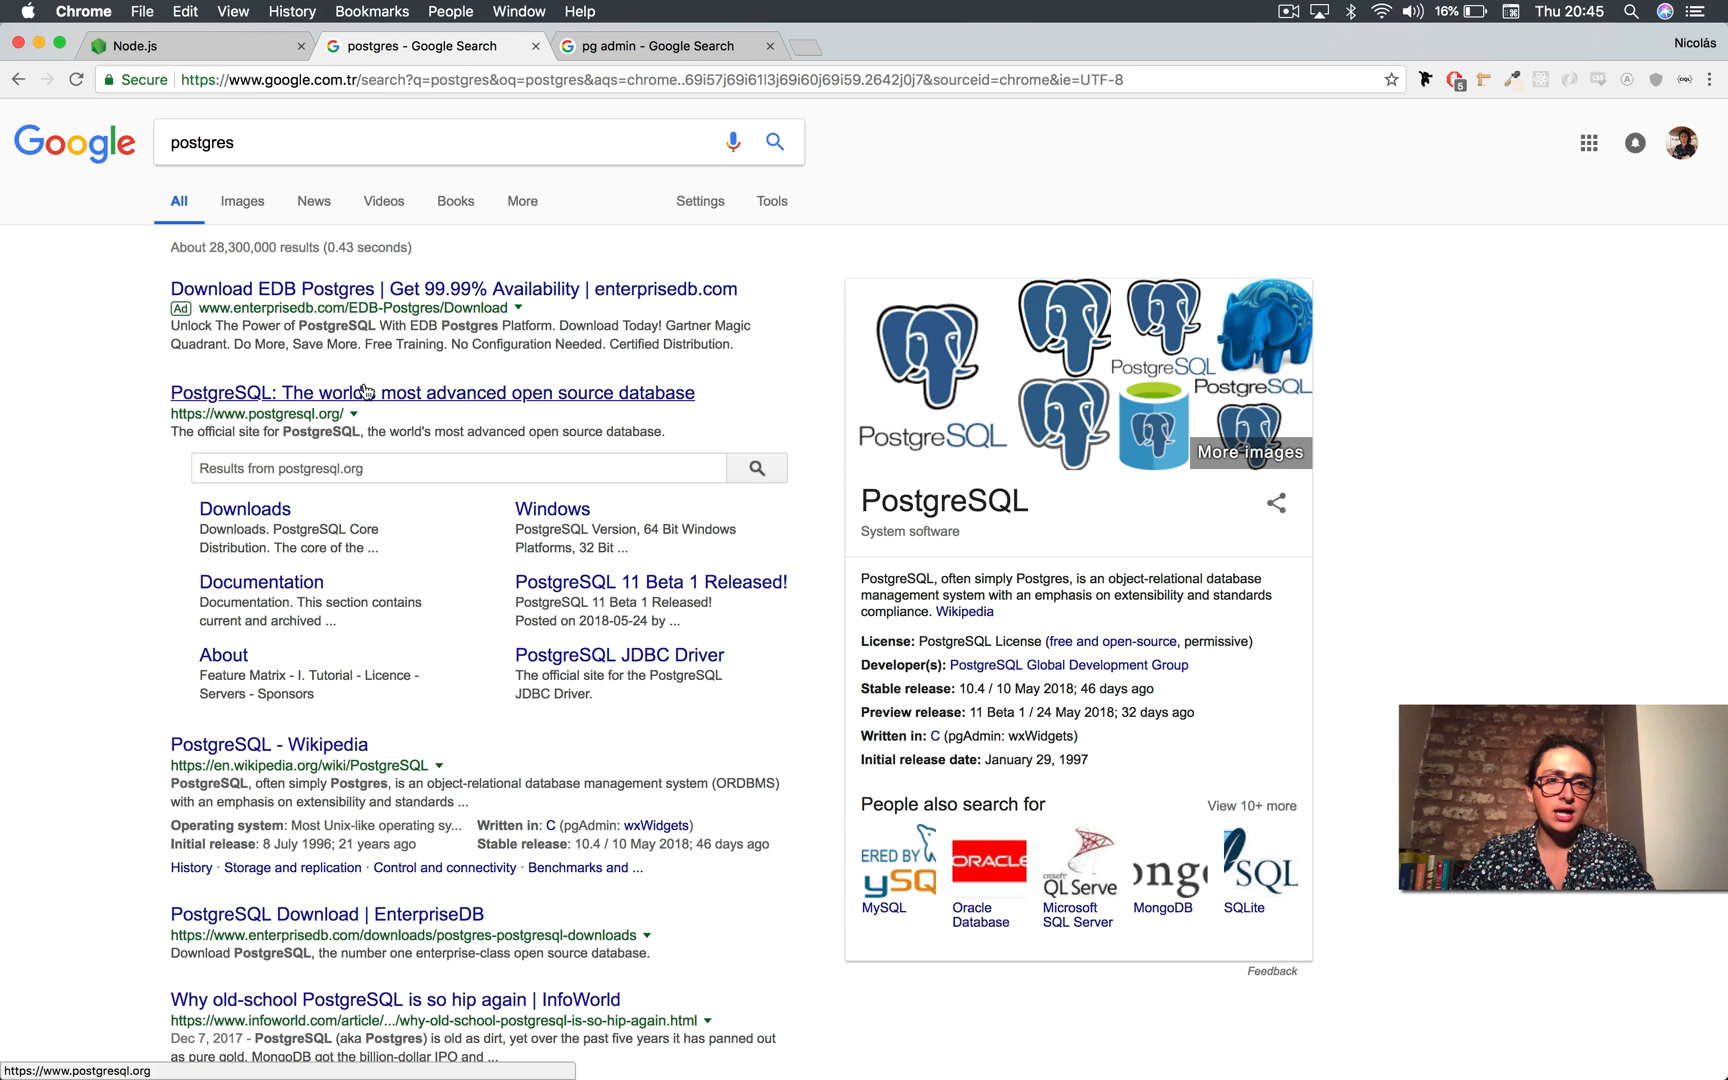 Chrome File Edit View History Bookmarks People Window Help 16% Thu 20:45
Node.js postgres - Google Search pg admin - Google Search Nicolás
Secure https://www.google.com.tr/search?q=postgres&oq=postgres&aqs=chrome..69i57j69i61l3j69i60j69i59.2642j0j7&sourceid=chrome&ie=UTF-8 5
Google postgres
All Images News Videos Books More Settings Tools
About 28,300,000 results (0.43 seconds)
Download EDB Postgres | Get 99.99% Availability | enterprisedb.com
Ad www.enterprisedb.com/EDB-Postgres/Download
Unlock The Power of PostgreSQL With EDB Postgres Platform. Download Today! Gartner Magic
Quadrant. Do More, Save More. Free Training. No Configuration Needed. Certified Distribution.
PostgreSQL: The world's most advanced open source database
https://www.postgresql.org/
The official site for PostgreSQL, the world's most advanced open source database.
Results from postgresql.org
Downloads
Downloads. PostgreSQL Core
Distribution. The core of the ...
Windows
PostgreSQL Version, 64 Bit Windows
Platforms, 32 Bit ...
Documentation
Documentation. This section contains
current and archived ...
PostgreSQL 11 Beta 1 Released!
PostgreSQL 11 Beta 1 Released!
Posted on 2018-05-24 by ...
About
Feature Matrix - I. Tutorial - Licence -
Servers - Sponsors
PostgreSQL JDBC Driver
The official site for the PostgreSQL
JDBC Driver.
PostgreSQL - Wikipedia
https://en.wikipedia.org/wiki/PostgreSQL
PostgreSQL, often simply Postgres, is an object-relational database management system (ORDBMS)
with an emphasis on extensibility and standards ...
Operating system: Most Unix-like operating sy... Written in: C (pgAdmin: wxWidgets)
Initial release: 8 July 1996; 21 years ago Stable release: 10.4 / 10 May 2018; 46 days ago
History · Storage and replication · Control and connectivity · Benchmarks and ...
PostgreSQL Download | EnterpriseDB
https://www.enterprisedb.com/downloads/postgres-postgresql-downloads
Download PostgreSQL, the number one enterprise-class open source database.
Why old-school PostgreSQL is so hip again | InfoWorld
https://www.infoworld.com/article/.../why-old-school-postgresql-is-so-hip-again.html
Dec 7, 2017 - PostgreSQL (aka Postgres) is old as dirt, yet over the past five years it has panned out
as pure gold. MongoDB got the billion-dollar IPO and ...
https://www.postgresql.org
PostgreSQL
PostgreSQL
PostgreSQL
More images
PostgreSQL
System software
PostgreSQL, often simply Postgres, is an object-relational database
management system with an emphasis on extensibility and standards
compliance. Wikipedia
License: PostgreSQL License (free and open-source, permissive)
Developer(s): PostgreSQL Global Development Group
Stable release: 10.4 / 10 May 2018; 46 days ago
Preview release: 11 Beta 1 / 24 May 2018; 32 days ago
Written in: C (pgAdmin: wxWidgets)
Initial release date: January 29, 1997
People also search for View 10+ more
ERED BY
ySQ
ORACLE
QL Serve
ong
SQL
MySQL
Oracle
Database
Microsoft
SQL Server
MongoDB
SQLite
Feedback